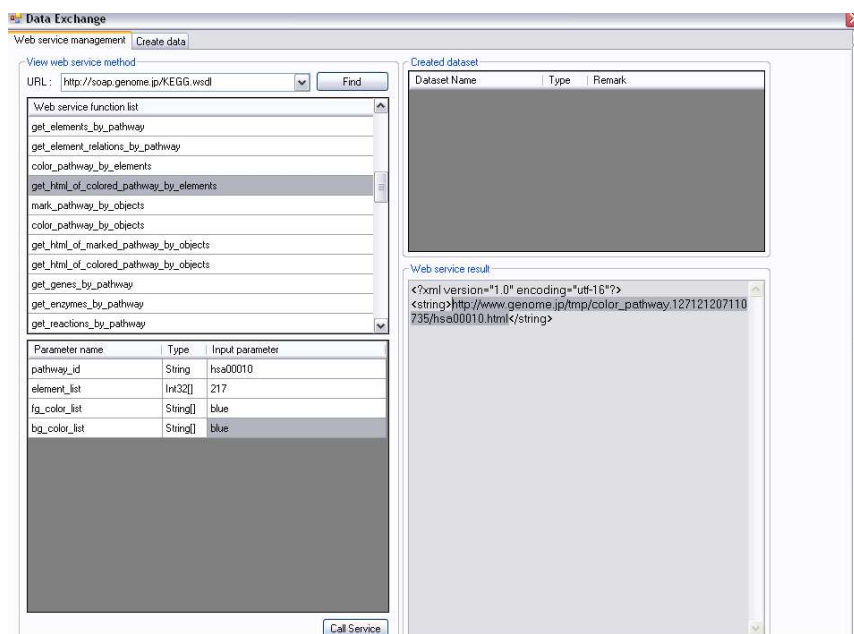 Data Exchange
Web service management Create data
View web service method
URL : http://soap.genome.jp/KEGG.wsdl Find
Web service function list
get_elements_by_pathway
get_element_relations_by_pathway
color_pathway_by_elements
get_html_of_colored_pathway_by_elements
mark_pathway_by_objects
color_pathway_by_objects
get_html_of_marked_pathway_by_objects
get_html_of_colored_pathway_by_objects
get_genes_by_pathway
get_enzymes_by_pathway
get_reactions_by_pathway
Parameter name Type Input parameter
pathway_id String hsa00010
element_list Int32[] 217
fg_color_list String[] blue
bg_color_list String[] blue
Call Service
Created dataset
Dataset Name Type Remark
Web service result
<?xml version="1.0" encoding="utf-16"?>
<string>http://www.genome.jp/tmp/color_pathway.127121207110
735/hsa00010.html</string>